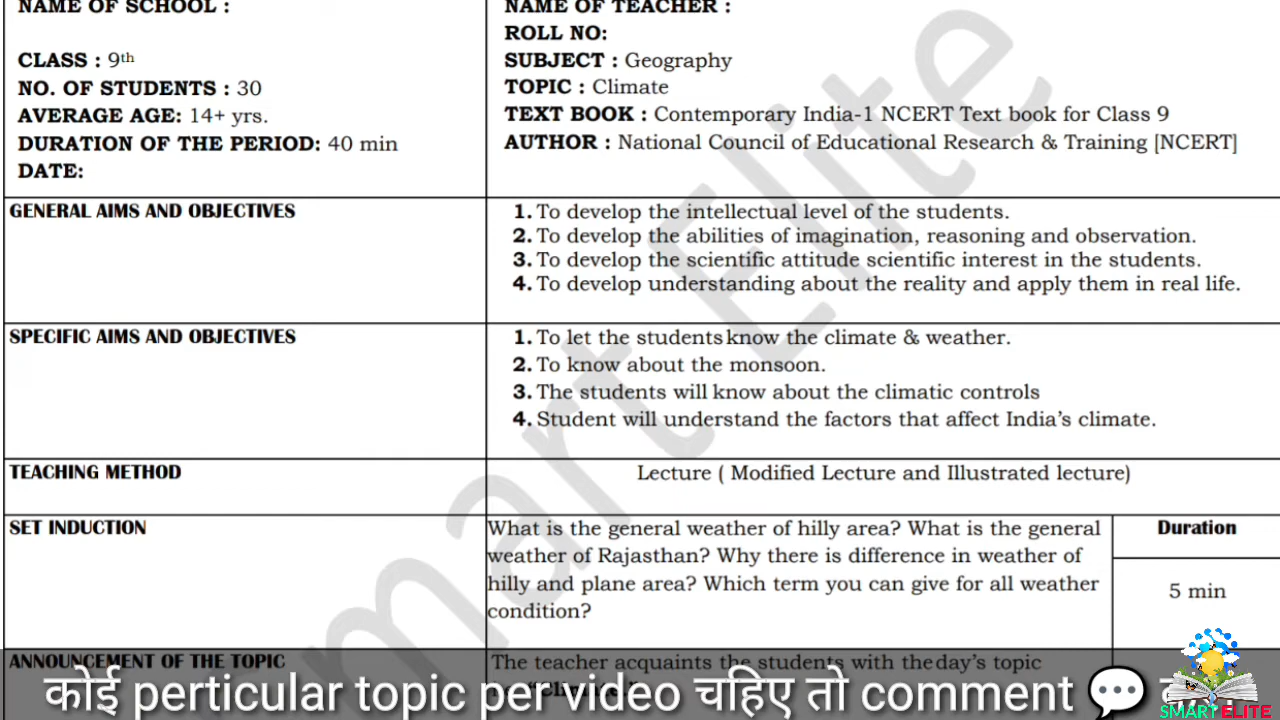 NAME OF SCHOOL :
CLASS : 9th
NO. OF STUDENTS : 30
AVERAGE AGE: 14+ yrs.
DURATION OF THE PERIOD: 40 min
DATE:
NAME OF TEACHER :
ROLL NO:
SUBJECT : Geography
TOPIC : Climate
TEXT BOOK : Contemporary India-1 NCERT Text book for Class 9
AUTHOR : National Council of Educational Research & Training [NCERT]
GENERAL AIMS AND OBJECTIVES
1. To develop the intellectual level of the students.
2. To develop the abilities of imagination, reasoning and observation.
3. To develop the scientific attitude scientific interest in the students.
4. To develop understanding about the reality and apply them in real life.
SPECIFIC AIMS AND OBJECTIVES
1. To let the students know the climate & weather.
2. To know about the monsoon.
3. The students will know about the climatic controls
4. Student will understand the factors that affect India's climate.
TEACHING METHOD
Lecture ( Modified Lecture and Illustrated lecture)
SET INDUCTION
What is the general weather of hilly area? What is the general
weather of Rajasthan? Why there is difference in weather of
hilly and plane area? Which term you can give for all weather
condition?
Duration
5 min
ANNOUNCEMENT OF THE TOPIC
The teacher acquaints the students with the day's topic
कोई perticular topic per video चहिए तो comment 💬
SMART ELITE
mart Elite